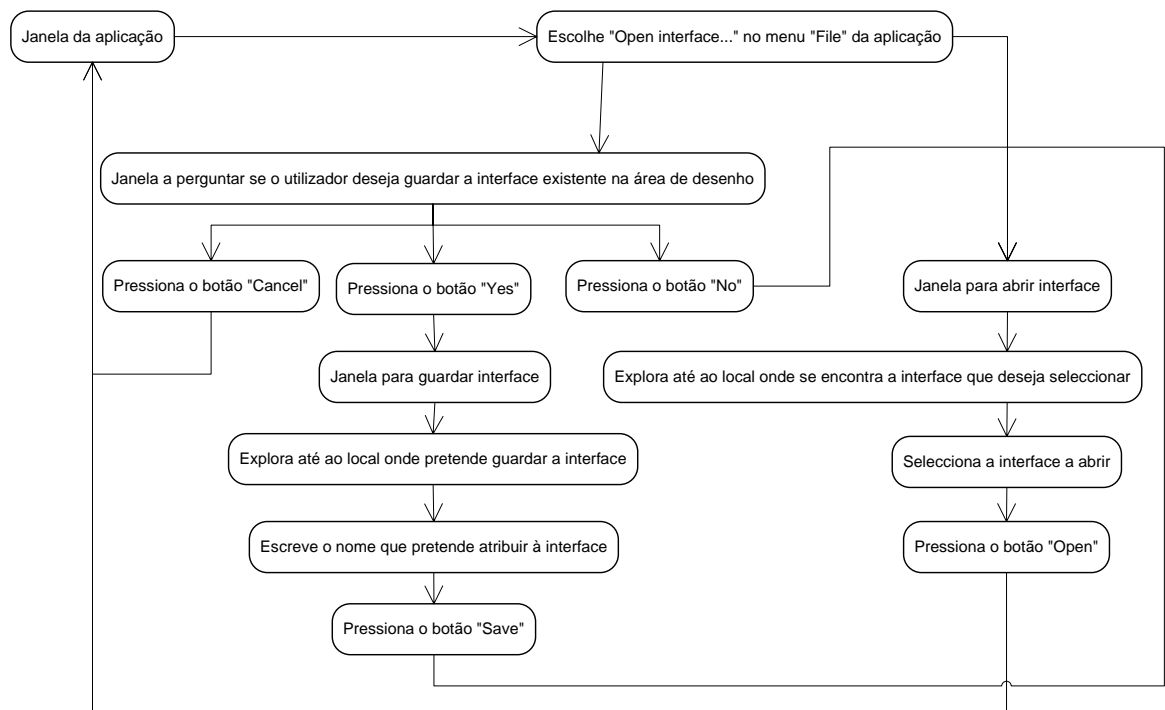 Janela da aplicação
Escolhe "Open interface..." no menu "File" da aplicação
Janela a perguntar se o utilizador deseja guardar a interface existente na área de desenho
Pressiona o botão "Cancel"
Pressiona o botão "Yes"
Pressiona o botão "No"
Janela para abrir interface
Janela para guardar interface
Explora até ao local onde se encontra a interface que deseja seleccionar
Explora até ao local onde pretende guardar a interface
Selecciona a interface a abrir
Escreve o nome que pretende atribuir à interface
Pressiona o botão "Open"
Pressiona o botão "Save"